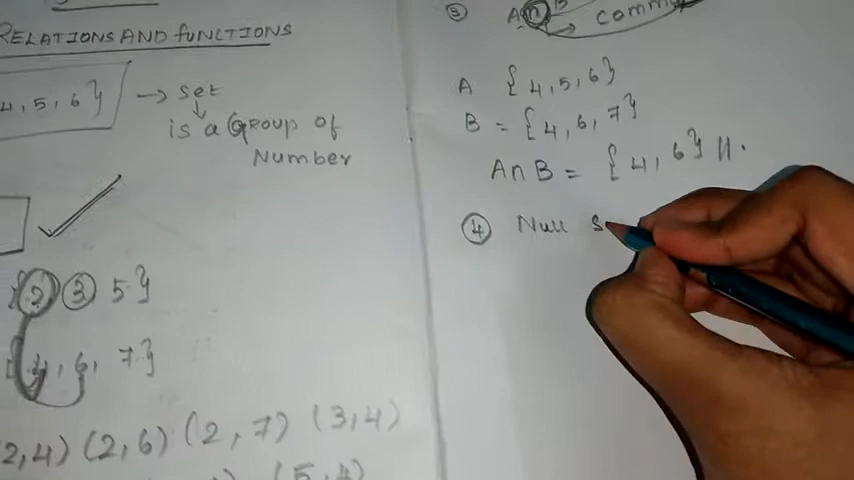 RELATIONS AND FUNCTIONS
4, 5, 6} → set
is a Group of
Number
2 3 5}
4, 6, 7}
2,4) (2,6) (2,7) (3,4)
(5,4)
③ A∩B → common
A {4,5,6}
B = {4,6,7}
A∩B = {4,6} //.
④ Null S